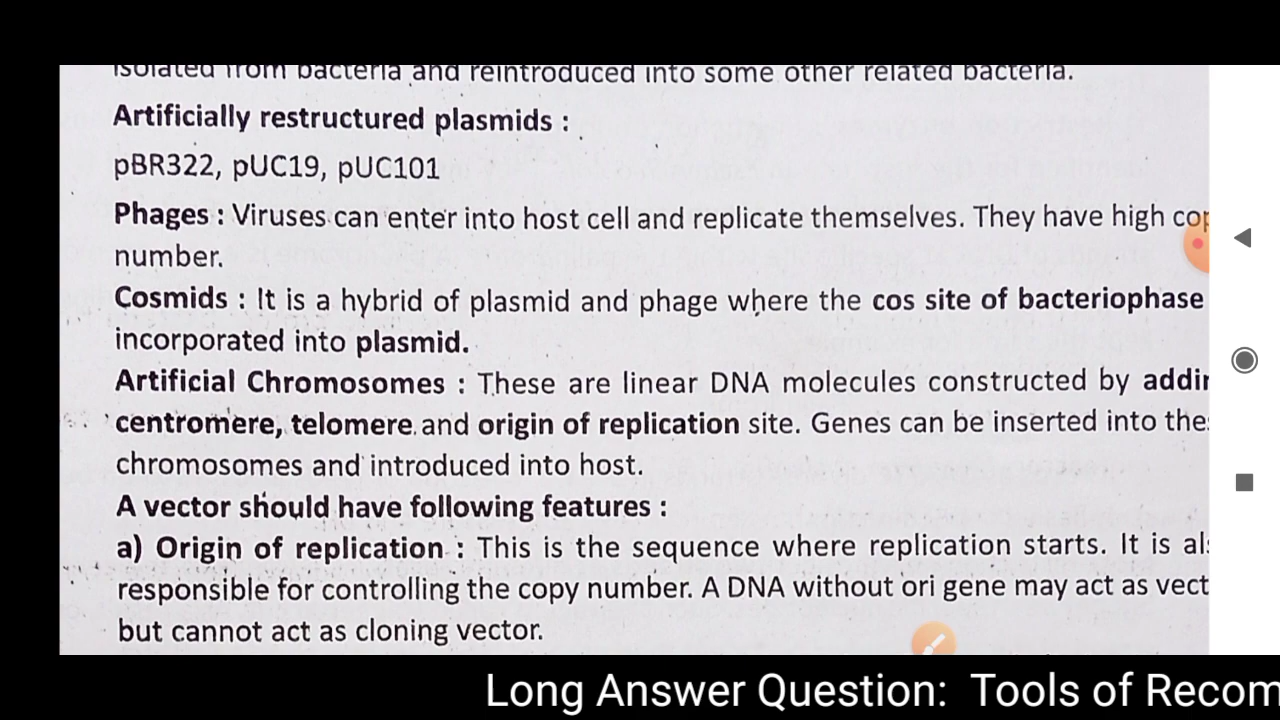 isolated from bacteria and reintroduced into some other related bacteria.
Artificially restructured plasmids :
pBR322, pUC19, pUC101
Phages : Viruses can enter into host cell and replicate themselves. They have high cop
number.
Cosmids : It is a hybrid of plasmid and phage where the cos site of bacteriophase
incorporated into plasmid.
Artificial Chromosomes : These are linear DNA molecules constructed by addin
centromere, telomere and origin of replication site. Genes can be inserted into the
chromosomes and introduced into host.
A vector should have following features :
a) Origin of replication : This is the sequence where replication starts. It is als
responsible for controlling the copy number. A DNA without ori gene may act as vect
but cannot act as cloning vector.
Long Answer Question: Tools of Recom